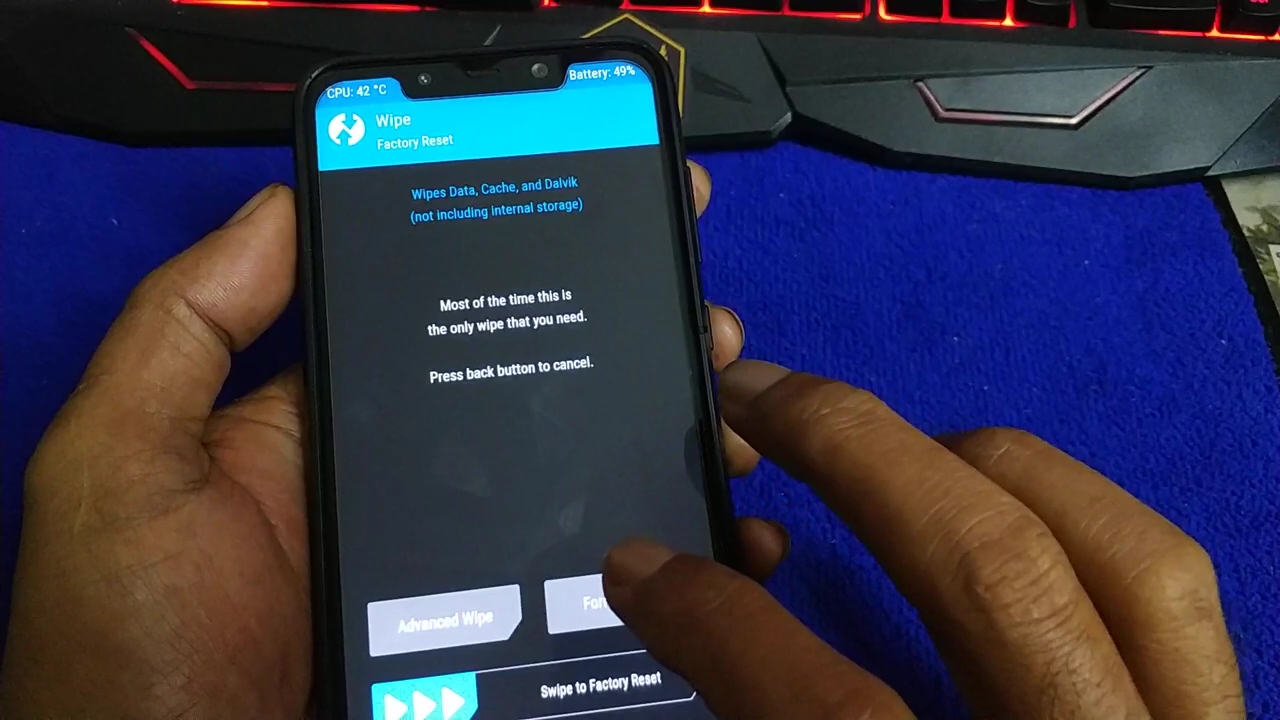 CPU: 42 °C
Battery: 49%
Wipe
Factory Reset
Wipes Data, Cache, and Dalvik
(not including internal storage)
Most of the time this is
the only wipe that you need.
Press back button to cancel.
Advanced Wipe
Swipe to Factory Reset